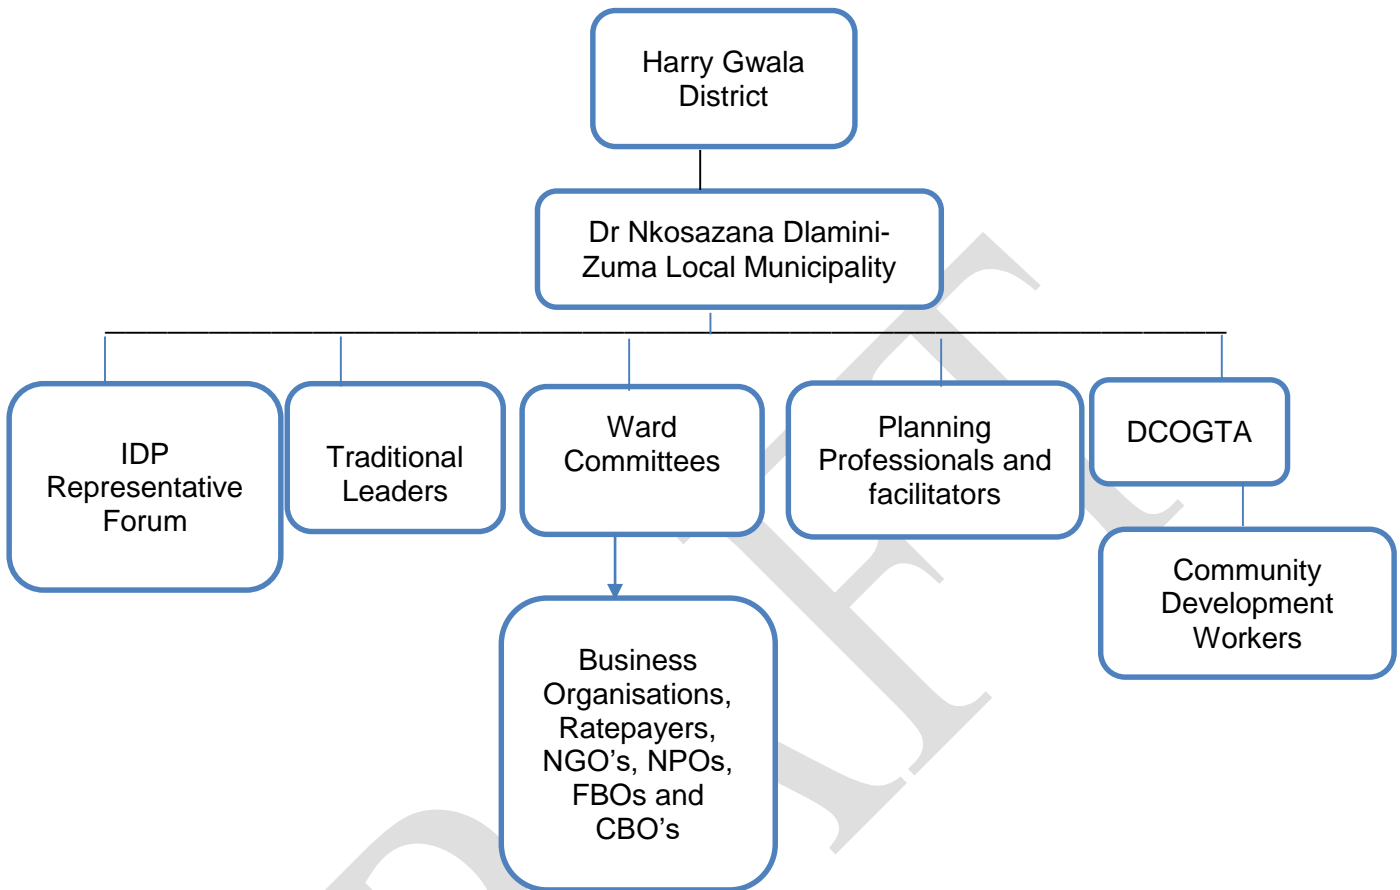 Harry Gwala
District
Dr Nkosazana Dlamini-
Zuma Local Municipality
IDP
Representative
Forum
Traditional
Leaders
Ward
Committees
Planning
Professionals and
facilitators
DCOGTA
Community
Development
Workers
Business
Organisations,
Ratepayers,
NGO’s, NPOs,
FBOs and
CBO’s